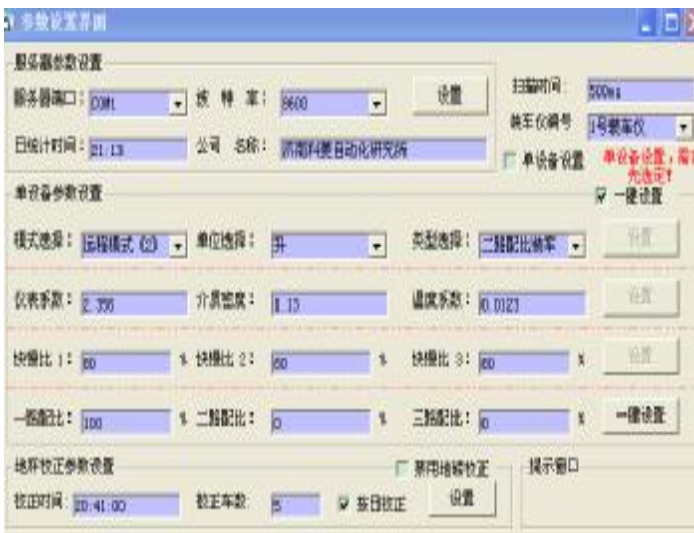 参数设置界面
服务器参数设置
服务器端口: COM1 波 特 率: 9600 设置 扫描时间: 500ms
装车仪编号 1号装车仪
日统计时间: 21:13 公司 名称: 济南科菱自动化研究所 单设备设置 单设备设置，需
先选定!
单设备参数设置 一键设置
模式选择: 远程模式 (2) 单位选择: 升 类型选择: 二路配比装车 设置
仪表系数: 2.356 介质密度: 0.13 温度系数: 0.0123 设置
快慢比 1: 80 % 快慢比 2: 80 % 快慢比 3: 80 % 设置
一路配比: 100 % 二路配比: 0 % 三路配比: 0 % 一键设置
地秤校正参数设置 禁用地磅校正 提示窗口
校正时间: 20:41:00 校正车数: 5 按日校正 设置